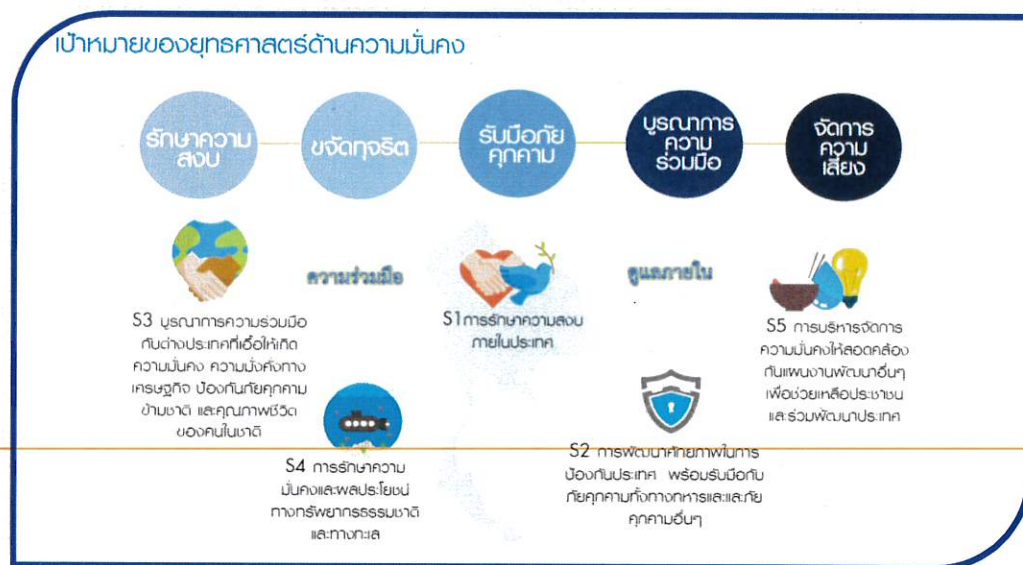 เป้าหมายของยุทธศาสตร์ด้านความมั่นคง
รักษาความ
สงบ
ขจัดทุจริต
รับมือภัย
คุกคาม
บูรณาการ
ความ
ร่วมมือ
จัดการ
ความ
เสี่ยง
S3 บูรณาการความร่วมมือ
กับต่างประเทศที่เอื้อให้เกิด
ความมั่นคง ความมั่งคั่งทาง
เศรษฐกิจ ป้องกันภัยคุกคาม
ข้ามชาติ และคุณภาพชีวิต
ของคนในชาติ
ความร่วมมือ
S4 การรักษาความ
มั่นคงและผลประโยชน์
ทางทรัพยากรธรรมชาติ
และทางทะเล
S1การรักษาความสงบ
ภายในประเทศ
ดูแลภายใน
S2 การพัฒนาศักยภาพในการ
ป้องกันประเทศ พร้อมรับมือกับ
ภัยคุกคามทั้งทางทหารและและภัย
คุกคามอื่นๆ
S5 การบริหารจัดการ
ความมั่นคงให้สอดคล้อง
กับแผนงานพัฒนาอื่นๆ
เพื่อช่วยเหลือประชาชน
และร่วมพัฒนาประเทศ